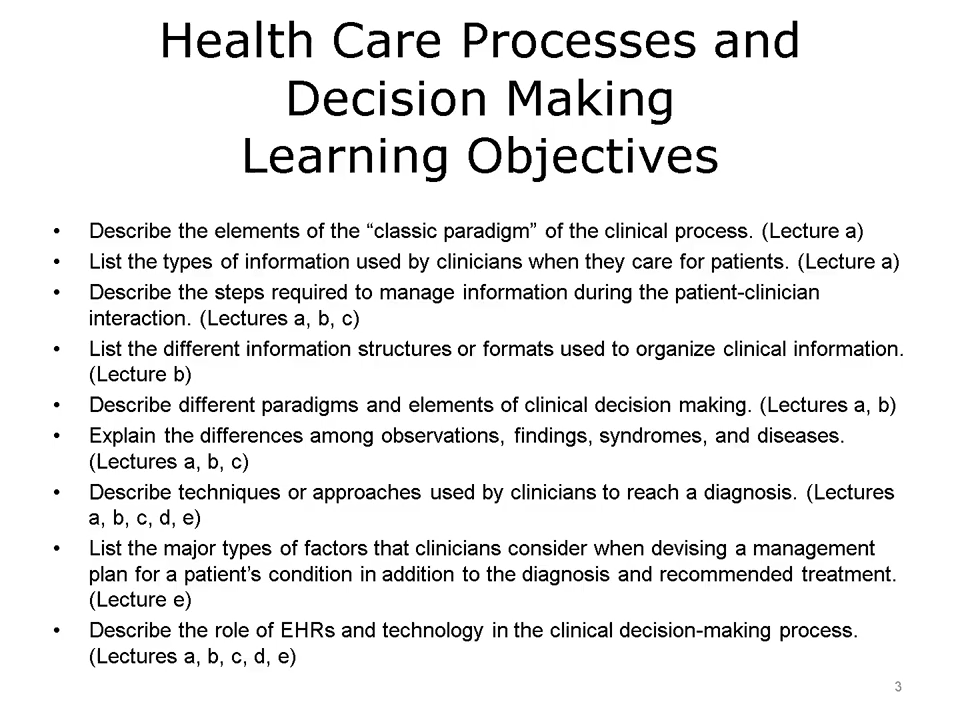 Health Care Processes and
Decision Making
Learning Objectives
• Describe the elements of the “classic paradigm” of the clinical process. (Lecture a)
• List the types of information used by clinicians when they care for patients. (Lecture a)
• Describe the steps required to manage information during the patient-clinician
interaction. (Lectures a, b, c)
• List the different information structures or formats used to organize clinical information.
(Lecture b)
• Describe different paradigms and elements of clinical decision making. (Lectures a, b)
• Explain the differences among observations, findings, syndromes, and diseases.
(Lectures a, b, c)
• Describe techniques or approaches used by clinicians to reach a diagnosis. (Lectures
a, b, c, d, e)
• List the major types of factors that clinicians consider when devising a management
plan for a patient’s condition in addition to the diagnosis and recommended treatment.
(Lecture e)
• Describe the role of EHRs and technology in the clinical decision-making process.
(Lectures a, b, c, d, e)
3